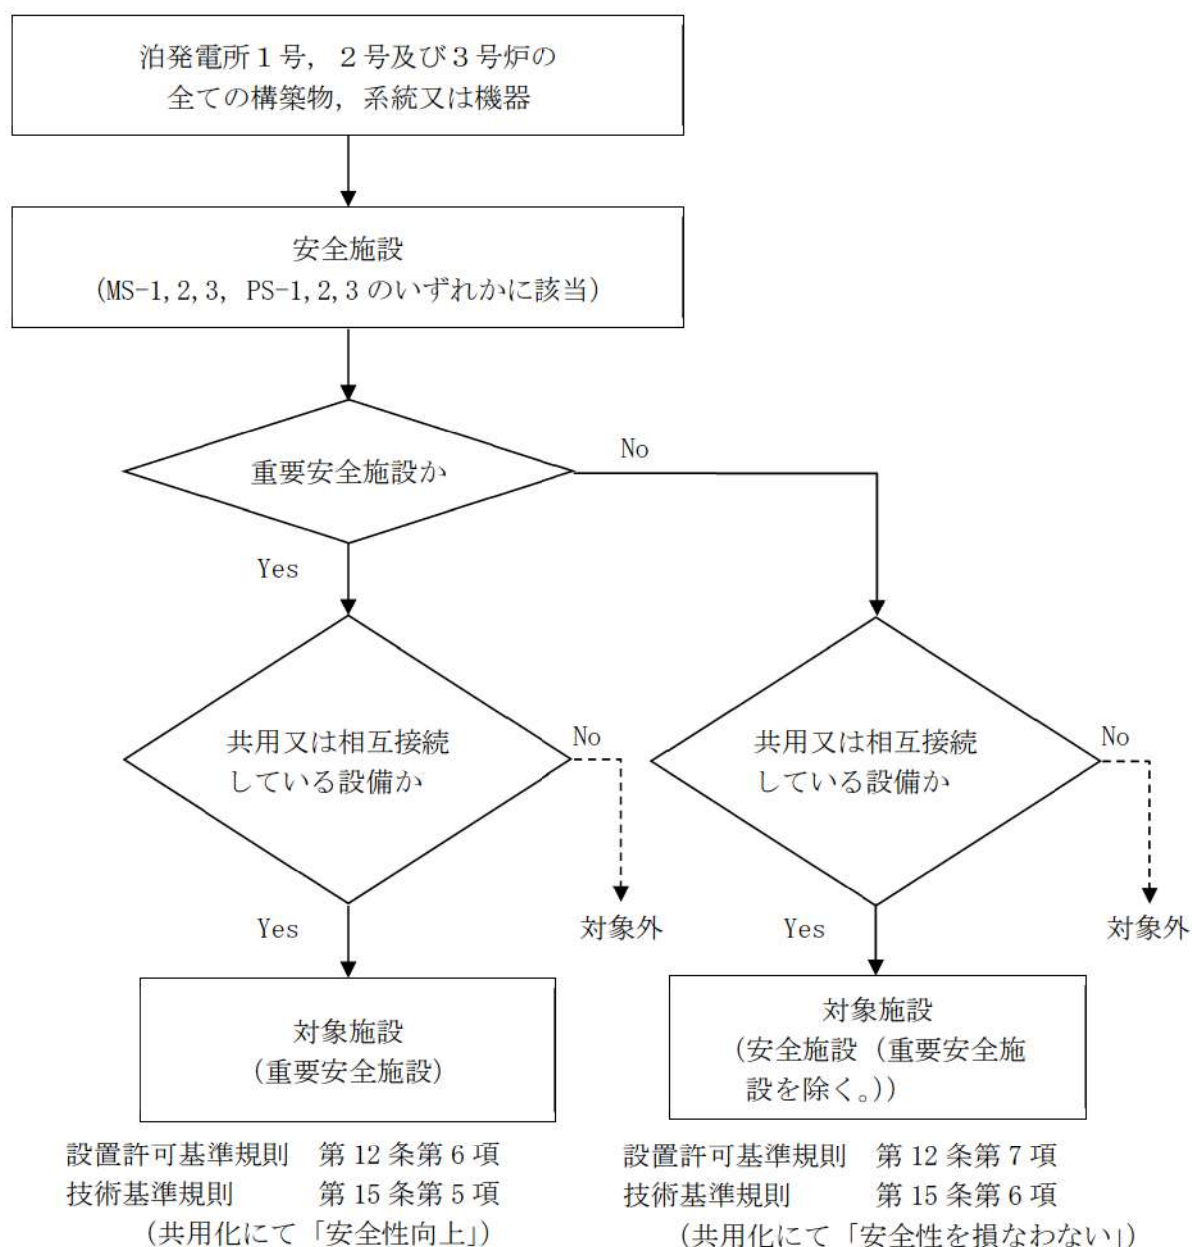 泊発電所１号，２号及び３号炉の
全ての構築物，系統又は機器
安全施設
(MS-1,2,3, PS-1,2,3 のいずれかに該当)
重要安全施設か
No
Yes
共用又は相互接続
している設備か
No
共用又は相互接続
している設備か
No
Yes
対象外
Yes
対象外
対象施設
(重要安全施設)
対象施設
(安全施設（重要安全施
設を除く。))
設置許可基準規則　第 12 条第 6 項
技術基準規則　　　第 15 条第 5 項
(共用化にて「安全性向上」)
設置許可基準規則　第 12 条第 7 項
技術基準規則　　　第 15 条第 6 項
(共用化にて「安全性を損なわない」)